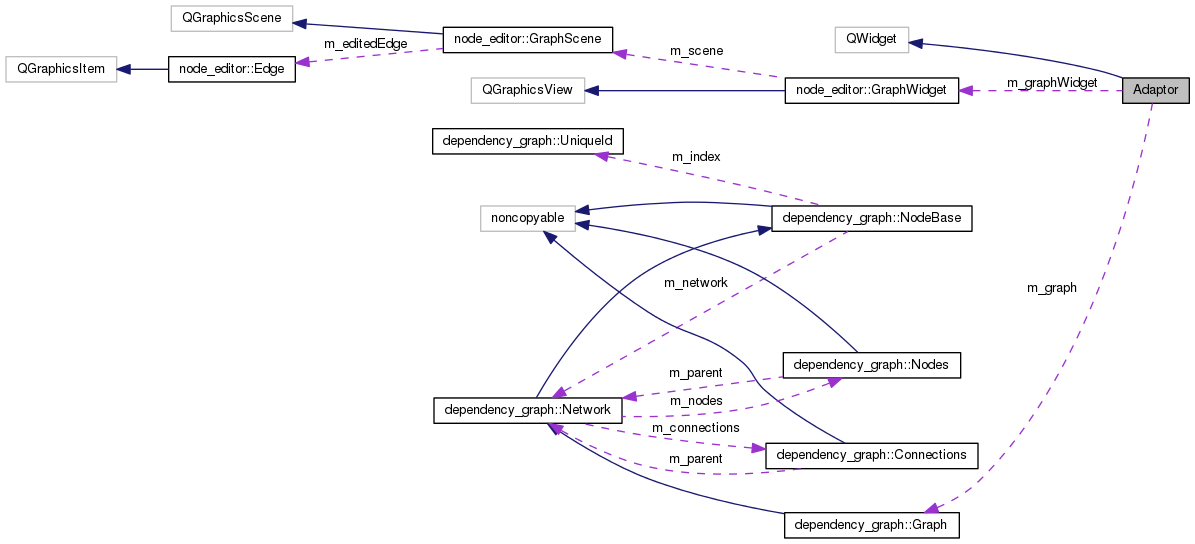 QGraphicsScene
m_editedEdge
node_editor::GraphScene
QWidget
QGraphicsItem
node_editor::Edge
m_scene
QGraphicsView
node_editor::GraphWidget
m_graphWidget
Adaptor
dependency_graph::UniqueId
m_index
noncopyable
dependency_graph::NodeBase
m_network
m_graph
dependency_graph::Nodes
m_parent
m_nodes
dependency_graph::Network
m_connections
m_parent
dependency_graph::Connections
dependency_graph::Graph